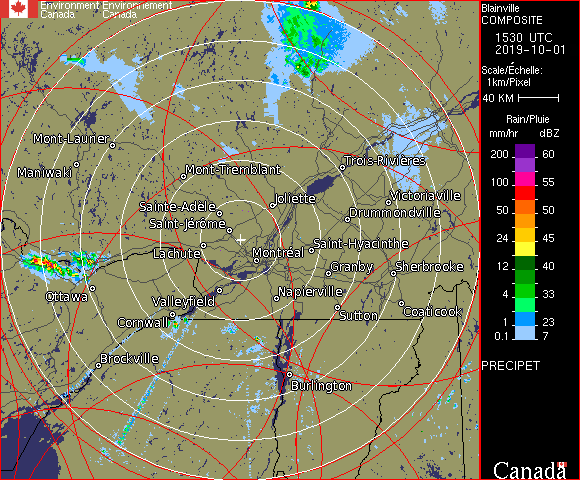 Environment Environnement
Canada Canada
Blainville
COMPOSITE
1530 UTC
2019-10-01
Scale/Échelle:
1km/Pixel
40 KM
Rain/Pluie
mm/hr dBZ
200 60
100 55
50 50
24 45
12 40
4 33
1 23
0.1 7
PRECIPET
Canada
Mont-Laurier
Maniwaki
Mont-Tremblant
Trois-Rivières
Sainte-Adèle
Joliette
Victoriaville
Drummondville
Saint-Jérôme
Saint-Hyacinthe
Lachute
Montréal
Granby
Sherbrooke
Ottawa
Valleyfield
Napierville
Coaticook
Cornwall
Sutton
Brockville
Burlington